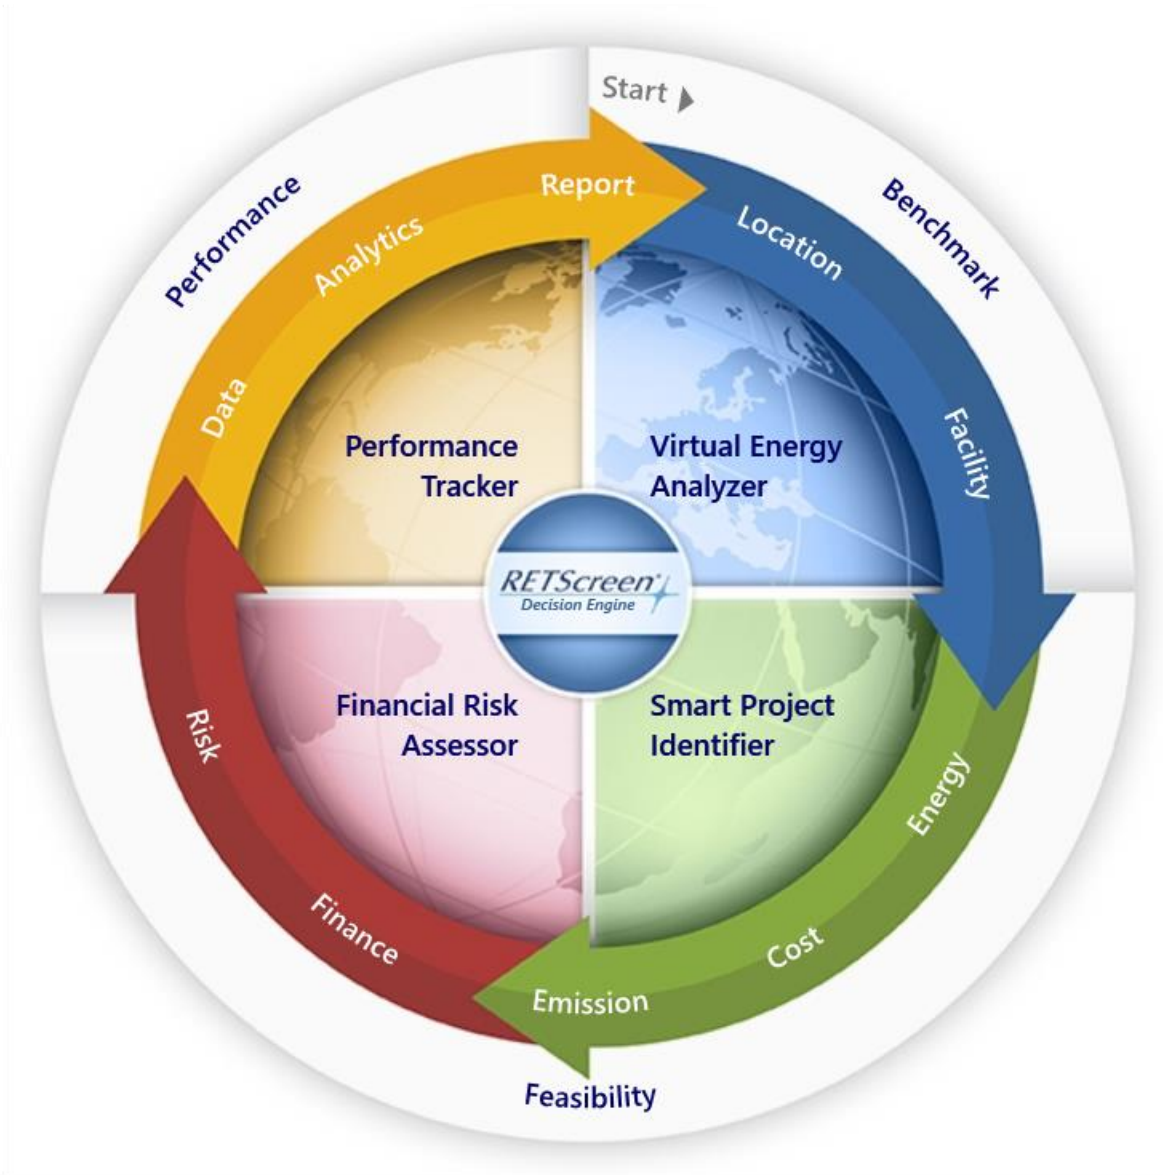 Start
Benchmark
Location
Facility
Virtual Energy
Analyzer
Energy
Cost
Emission
Smart Project
Identifier
Feasibility
Finance
Risk
Financial Risk
Assessor
Performance
Data
Analytics
Report
Performance
Tracker
RETScreen®
Decision Engine